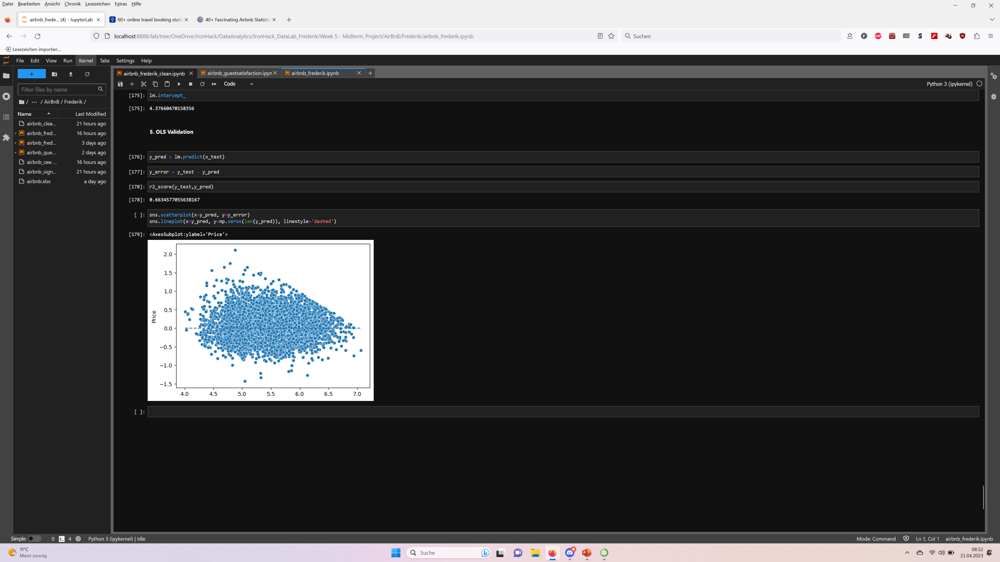 Datei Bearbeiten Ansicht Chronik Lesezeichen Extras Hilfe
airbnb_frede... (4) - JupyterLab
60+ online travel booking statis
40+ Fascinating Airbnb Statistic
localhost:8888/lab/tree/OneDrive/IronHack/DataAnalytics/IronHack_DataLab_Frederik/Week 5 - Midterm_Project/AirBnB/Frederik/airbnb_frederik.ipynb
Suchen
Lesezeichen importier...
File Edit View Run Kernel Tabs Settings Help
airbnb_frederik_clean.ipynb
airbnb_guestsatisfaction.ipyn
airbnb_frederik.ipynb
Code
Python 3 (ipykernel)
Filter files by name
/ ... / AirBnB / Frederik /
Name Last Modified
airbnb_clea... 21 hours ago
airbnb_fred... 16 hours ago
airbnb_fred... 3 days ago
airbnb_gue... 2 days ago
airbnb_raw ... 16 hours ago
airbnb_sign... 21 hours ago
airbnb.xlsx a day ago
[175]: lm.intercept_
[175]: 4.37660470158356
5. OLS Validation
[176]: y_pred = lm.predict(x_test)
[177]: y_error = y_test - y_pred
[178]: r2_score(y_test,y_pred)
[178]: 0.6634577055638167
[ ]: sns.scatterplot(x=y_pred, y=y_error)
sns.lineplot(x=y_pred, y=np.zeros(len(y_pred)), linestyle='dashed')
[179]: <AxesSubplot:ylabel='Price'>
2.0
1.5
1.0
0.5
0.0
−0.5
−1.0
−1.5
Price
4.0 4.5 5.0 5.5 6.0 6.5 7.0
[ ]:
Simple 0 4 Python 3 (ipykernel) | Idle
Mode: Command Ln 1, Col 1 airbnb_frederik.ipynb
11°C
Meist sonnig
Suche
08:52
21.04.2023